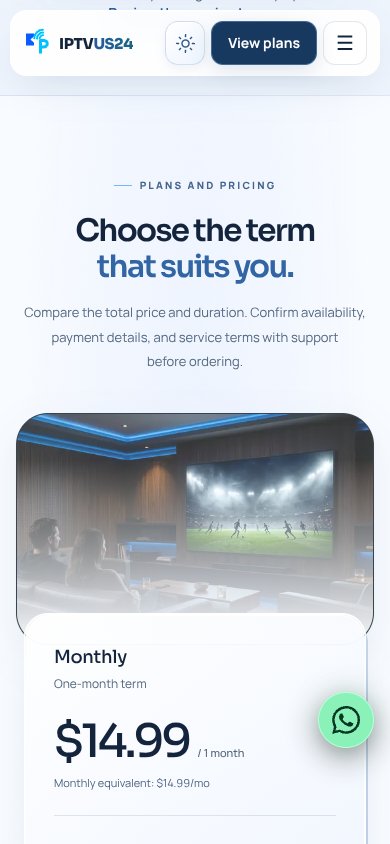 IPTVUS24
View plans
PLANS AND PRICING
Choose the term
that suits you.
Compare the total price and duration. Confirm availability,
payment details, and service terms with support
before ordering.
Monthly
One-month term
$14.99 / 1 month
Monthly equivalent: $14.99/mo